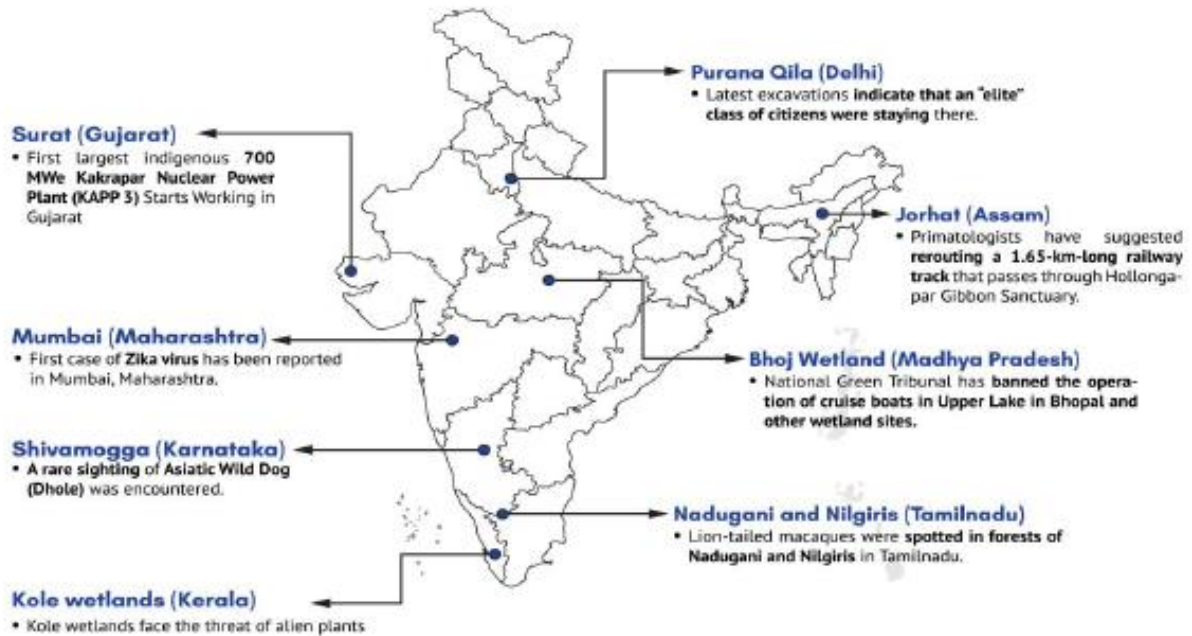 Purana Qila (Delhi)
• Latest excavations indicate that an "elite"
class of citizens were staying there.
Surat (Gujarat)
• First largest indigenous 700
MWe Kakrapar Nuclear Power
Plant (KAPP 3) Starts Working in
Gujarat
Jorhat (Assam)
• Primatologists have suggested
rerouting a 1.65-km-long railway
track that passes through Hollonga-
par Gibbon Sanctuary.
Mumbai (Maharashtra)
• First case of Zika virus has been reported
in Mumbai, Maharashtra.
Bhoj Wetland (Madhya Pradesh)
• National Green Tribunal has banned the opera-
tion of cruise boats in Upper Lake in Bhopal and
other wetland sites.
Shivamogga (Karnataka)
• A rare sighting of Asiatic Wild Dog
(Dhole) was encountered.
Nadugani and Nilgiris (Tamilnadu)
• Lion-tailed macaques were spotted in forests of
Nadugani and Nilgiris in Tamilnadu.
Kole wetlands (Kerala)
• Kole wetlands face the threat of alien plants